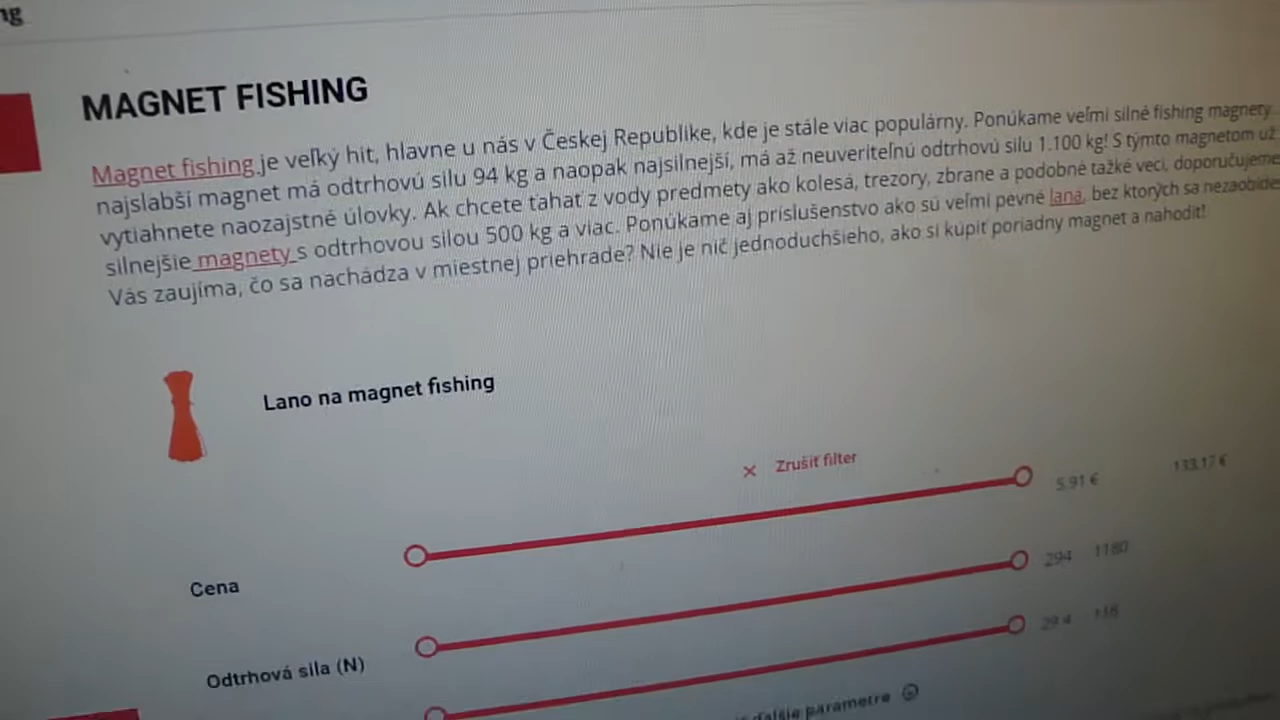 ng
MAGNET FISHING
Magnet fishing je veľký hit, hlavne u nás v Českej Republike, kde je stále viac populárny. Ponúkame veľmi silné fishing magnety
najslabší magnet má odtrhovú silu 94 kg a naopak najsilnejší, má až neuveriteľnú odtrhovú silu 1.100 kg! S týmto magnetom už
vytiahnete naozajstné úlovky. Ak chcete ťahať z vody predmety ako kolesá, trezory, zbrane a podobné ťažké veci, doporučujeme
silnejšie magnety s odtrhovou silou 500 kg a viac. Ponúkame aj príslušenstvo ako sú veľmi pevné lana, bez ktorých sa nezaobíde
Vás zaujíma, čo sa nachádza v miestnej priehrade? Nie je nič jednoduchšieho, ako si kúpiť poriadny magnet a nahodiť!
Lano na magnet fishing
Zrušiť filter
Cena 5.91 € 133.17 €
Odtrhová sila (N) 294 1180
ďalšie parametre